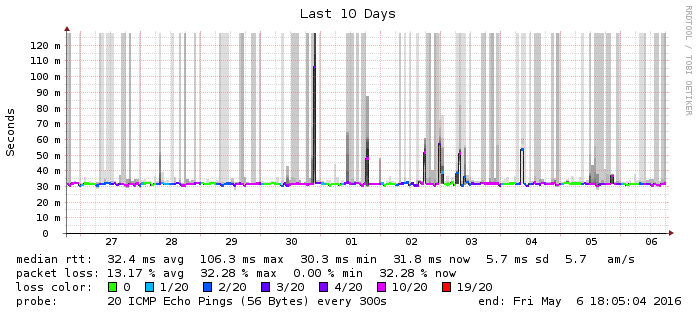 Last 10 Days
RRDTOOL / TOBI OETIKER
Seconds
120 m
110 m
100 m
90 m
80 m
70 m
60 m
50 m
40 m
30 m
20 m
10 m
0
27 28 29 30 01 02 03 04 05 06
median rtt: 32.4 ms avg 106.3 ms max 30.3 ms min 31.8 ms now 5.7 ms sd 5.7 am/s
packet loss: 13.17 % avg 32.28 % max 0.00 % min 32.28 % now
loss color: 0 1/20 2/20 3/20 4/20 10/20 19/20
probe: 20 ICMP Echo Pings (56 Bytes) every 300s end: Fri May 6 18:05:04 2016